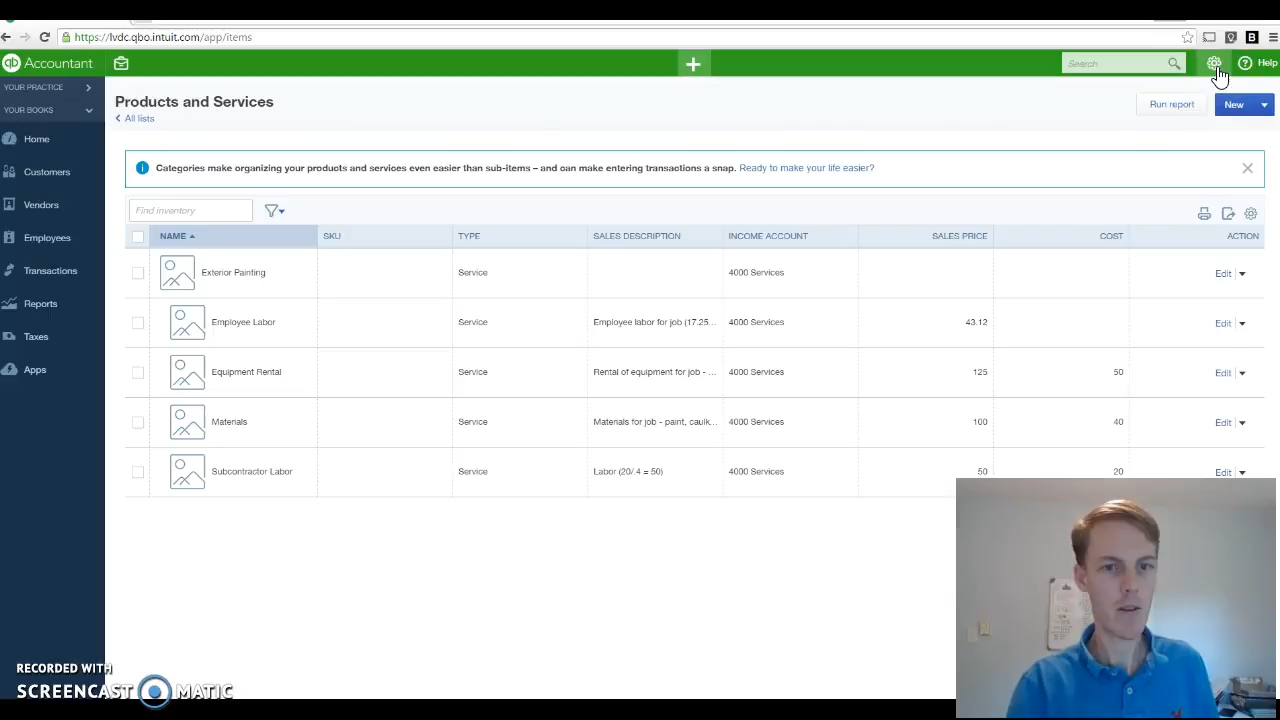 https://lvdc.qbo.intuit.com/app/items
B
qb Accountant
Search
Help
YOUR PRACTICE
YOUR BOOKS
Home
Customers
Vendors
Employees
Transactions
Reports
Taxes
Apps
Products and Services
All lists
Run report
New
Categories make organizing your products and services even easier than sub-items – and can make entering transactions a snap. Ready to make your life easier?
Find inventory
NAME SKU TYPE SALES DESCRIPTION INCOME ACCOUNT SALES PRICE COST ACTION
Exterior Painting Service 4000 Services Edit
Employee Labor Service Employee labor for job (17.25... 4000 Services 43.12 Edit
Equipment Rental Service Rental of equipment for job - ... 4000 Services 125 50 Edit
Materials Service Materials for job - paint, caulk... 4000 Services 100 40 Edit
Subcontractor Labor Service Labor (20/.4 = 50) 4000 Services 50 20 Edit
RECORDED WITH
SCREENCAST MATIC